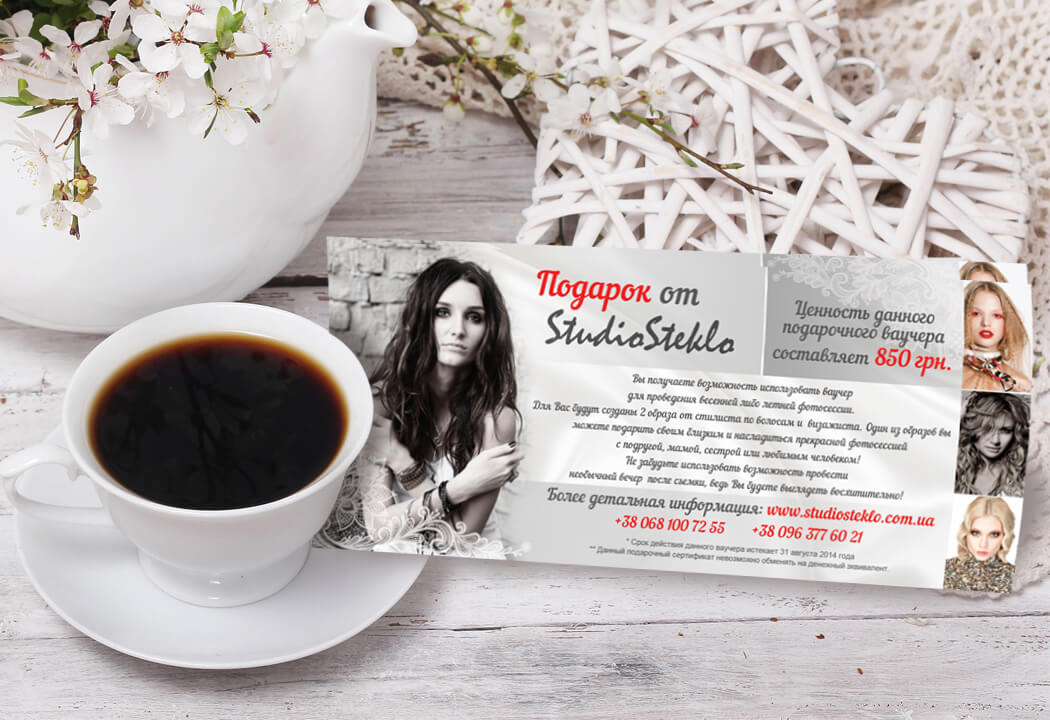 Подарок от
StudioSteklo
Ценность данного
подарочного ваучера
составляет 850 грн.
Вы получаете возможность использовать ваучер
для проведения весенней либо летней фотосессии.
Для Вас будут созданы 2 образа от стилиста по волосам и визажиста. Один из образов вы
можете подарить своим близким и насладиться прекрасной фотосессией
с подругой, мамой, сестрой или любимым человеком!
Не забудьте использовать возможность провести
необычный вечер после съемки, ведь Вы будете выглядеть восхитительно!
Более детальная информация: www.studiosteklo.com.ua
+38 068 100 72 55 +38 096 377 60 21
* Срок действия данного ваучера истекает 31 августа 2014 года
** Данный подарочный сертификат невозможно обменять на денежный эквивалент.